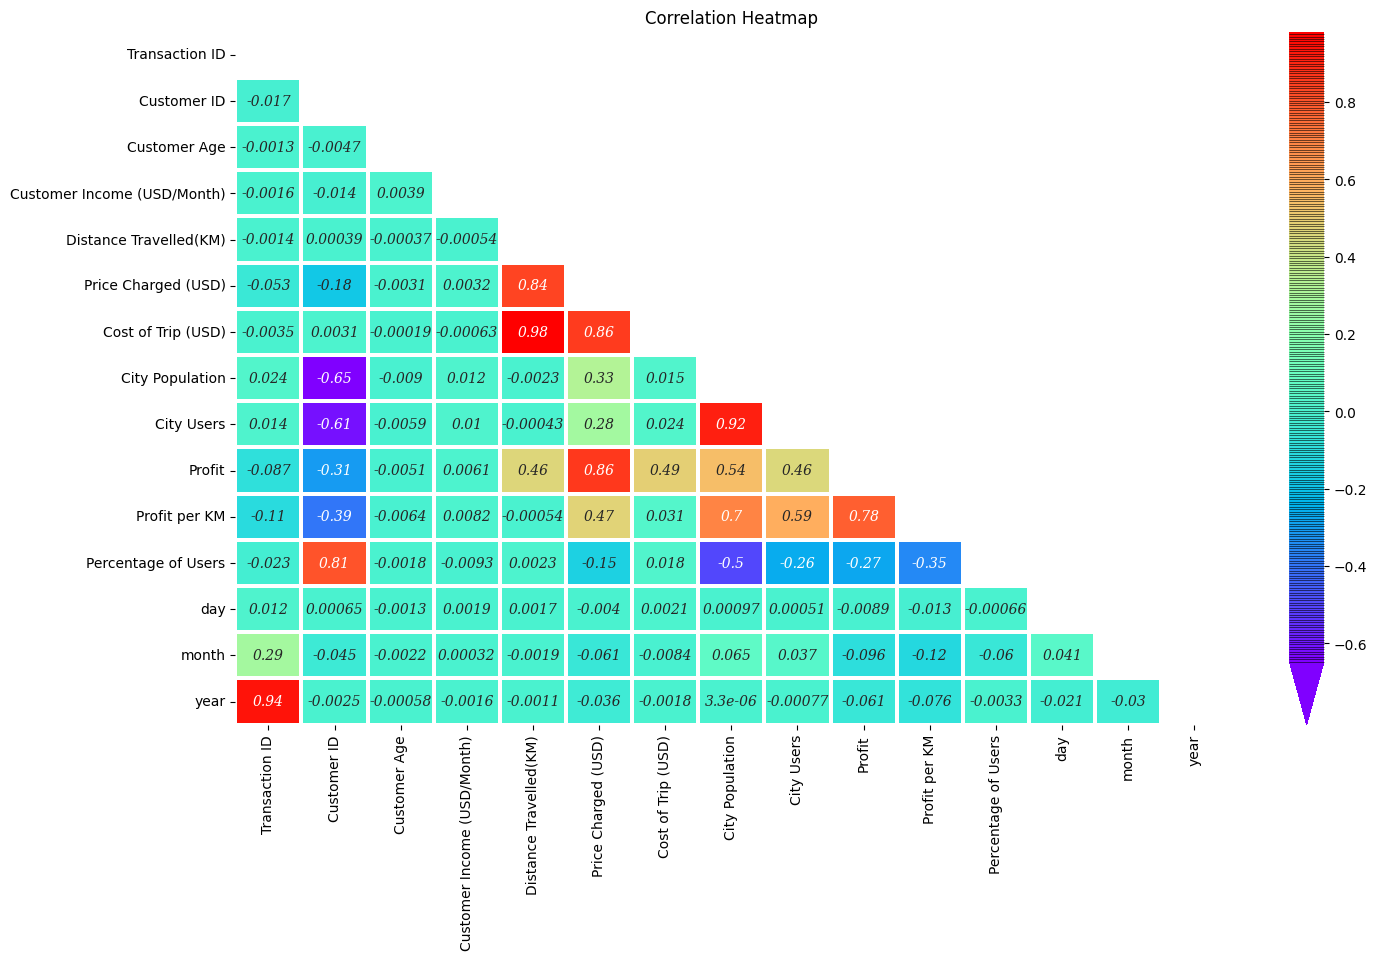 Correlation Heatmap
Transaction ID
Customer ID -0.017
Customer Age -0.0013 -0.0047
Customer Income (USD/Month) -0.0016 -0.014 0.0039
Distance Travelled(KM) -0.0014 0.00039 -0.00037 -0.00054
Price Charged (USD) -0.053 -0.18 -0.0031 0.0032 0.84
Cost of Trip (USD) -0.0035 0.0031 -0.00019 -0.00063 0.98 0.86
City Population 0.024 -0.65 -0.009 0.012 -0.0023 0.33 0.015
City Users 0.014 -0.61 -0.0059 0.01 -0.00043 0.28 0.024 0.92
Profit -0.087 -0.31 -0.0051 0.0061 0.46 0.86 0.49 0.54 0.46
Profit per KM -0.11 -0.39 -0.0064 0.0082 -0.00054 0.47 0.031 0.7 0.59 0.78
Percentage of Users -0.023 0.81 -0.0018 -0.0093 0.0023 -0.15 0.018 -0.5 -0.26 -0.27 -0.35
day 0.012 0.00065 -0.0013 0.0019 0.0017 -0.004 0.0021 0.00097 0.00051 -0.0089 -0.013 -0.00066
month 0.29 -0.045 -0.0022 0.00032 -0.0019 -0.061 -0.0084 0.065 0.037 -0.096 -0.12 -0.06 0.041
year 0.94 -0.0025 -0.00058 -0.0016 -0.0011 -0.036 -0.0018 3.3e-06 -0.00077 -0.061 -0.076 -0.0033 -0.021 -0.03
Transaction ID
Customer ID
Customer Age
Customer Income (USD/Month)
Distance Travelled(KM)
Price Charged (USD)
Cost of Trip (USD)
City Population
City Users
Profit
Profit per KM
Percentage of Users
day
month
year
0.8
0.6
0.4
0.2
0.0
−0.2
−0.4
−0.6